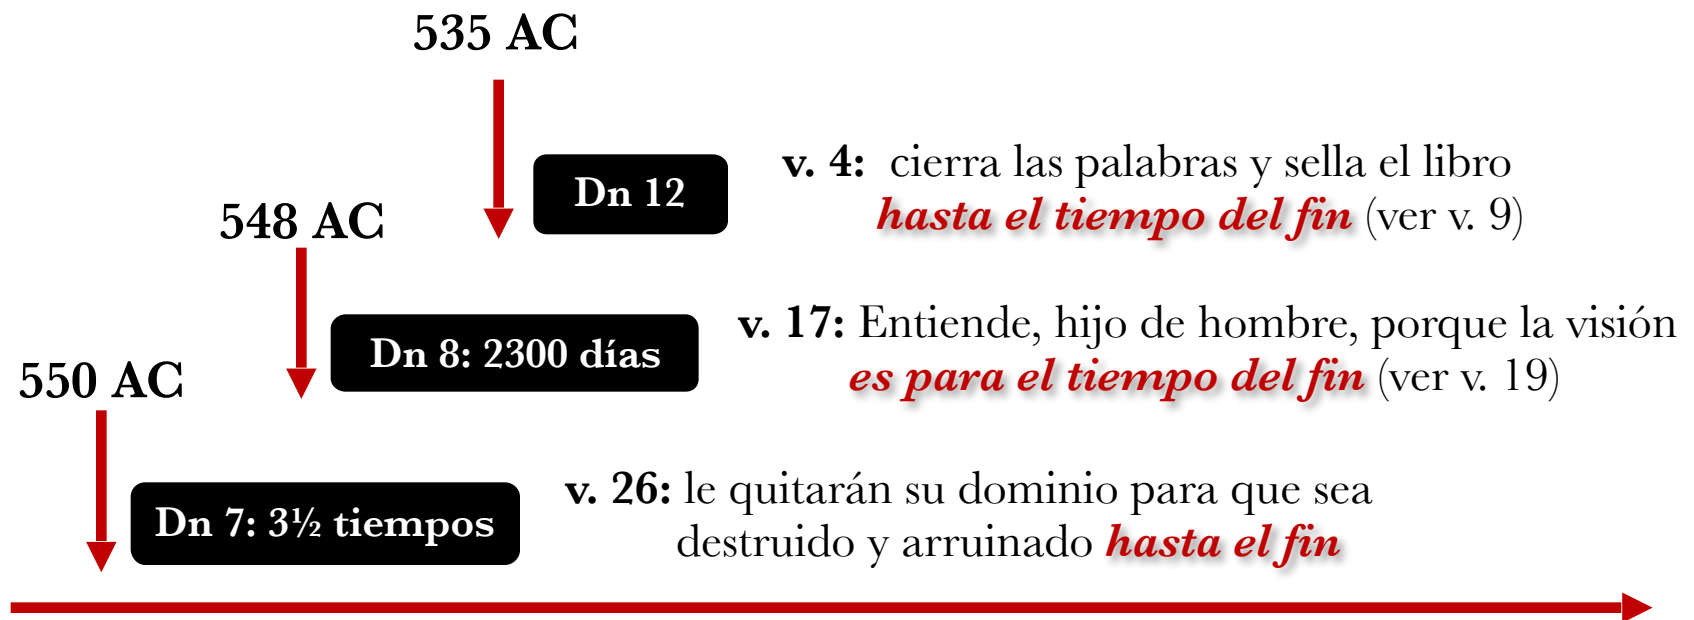 535 AC
Dn 12
v. 4: cierra las palabras y sella el libro
hasta el tiempo del fin (ver v. 9)
548 AC
Dn 8: 2300 días
v. 17: Entiende, hijo de hombre, porque la visión
es para el tiempo del fin (ver v. 19)
550 AC
Dn 7: 3½ tiempos
v. 26: le quitarán su dominio para que sea
destruido y arruinado hasta el fin